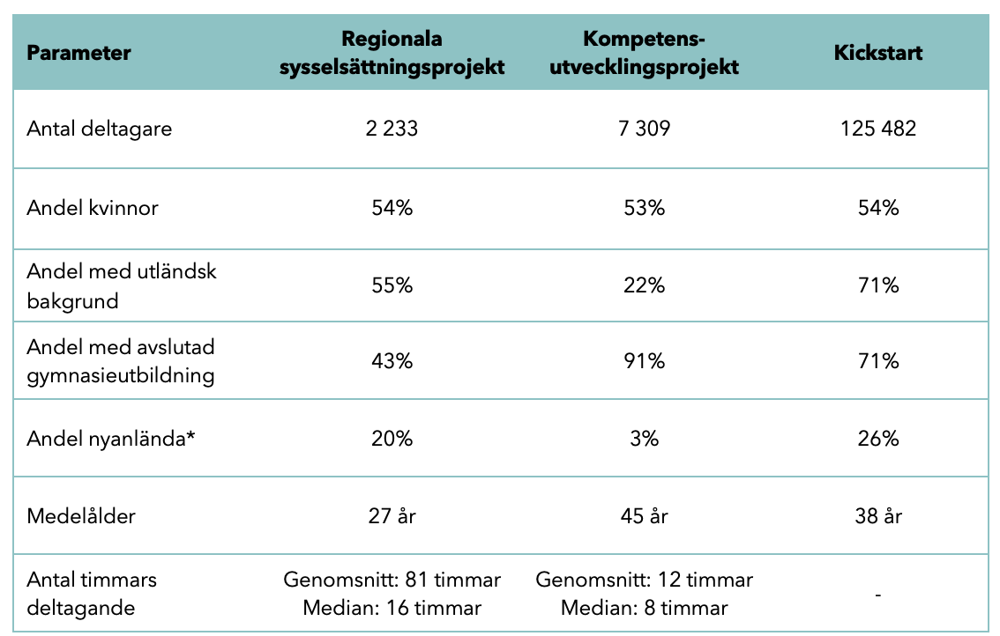 Parameter
Regionala
sysselsättningsprojekt
Kompetens-
utvecklingsprojekt
Kickstart
Antal deltagare
2 233
7 309
125 482
Andel kvinnor
54%
53%
54%
Andel med utländsk
bakgrund
55%
22%
71%
Andel med avslutad
gymnasieutbildning
43%
91%
71%
Andel nyanlända*
20%
3%
26%
Medelålder
27 år
45 år
38 år
Antal timmars
deltagande
Genomsnitt: 81 timmar
Median: 16 timmar
Genomsnitt: 12 timmar
Median: 8 timmar
-